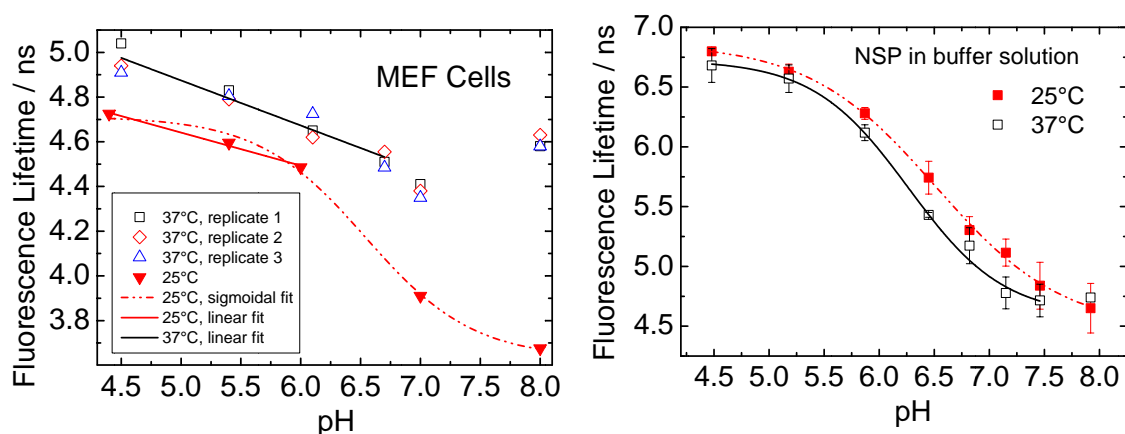 Fluorescence Lifetime / ns
5.0
4.8
4.6
4.4
4.2
4.0
3.8
MEF Cells
37°C, replicate 1
37°C, replicate 2
37°C, replicate 3
25°C
25°C, sigmoidal fit
25°C, linear fit
37°C, linear fit
4.5 5.0 5.5 6.0 6.5 7.0 7.5 8.0
pH
Fluorescence Lifetime / ns
7.0
6.5
6.0
5.5
5.0
4.5
NSP in buffer solution
25°C
37°C
4.5 5.0 5.5 6.0 6.5 7.0 7.5 8.0
pH